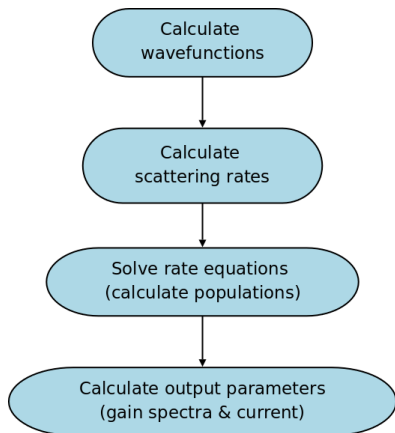 Calculate
wavefunctions
Calculate
scattering rates
Solve rate equations
(calculate populations)
Calculate output parameters
(gain spectra & current)